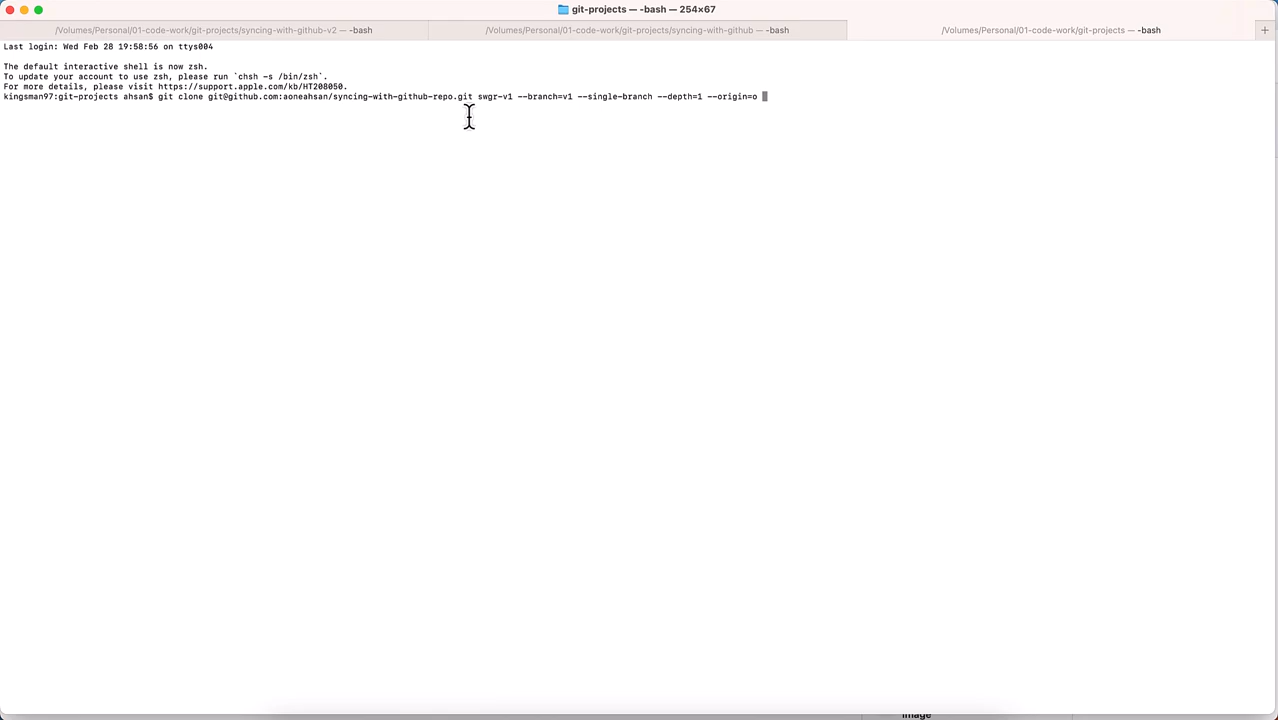 git-projects — -bash — 254×67
/Volumes/Personal/01-code-work/git-projects/syncing-with-github-v2 — -bash
/Volumes/Personal/01-code-work/git-projects/syncing-with-github — -bash
/Volumes/Personal/01-code-work/git-projects — -bash
Last login: Wed Feb 28 19:58:56 on ttys004
The default interactive shell is now zsh.
To update your account to use zsh, please run `chsh -s /bin/zsh`.
For more details, please visit https://support.apple.com/kb/HT208050.
kingsman97:git-projects ahsan$ git clone git@github.com:aoneahsan/syncing-with-github-repo.git swgr-v1 --branch=v1 --single-branch --depth=1 --origin=o
image